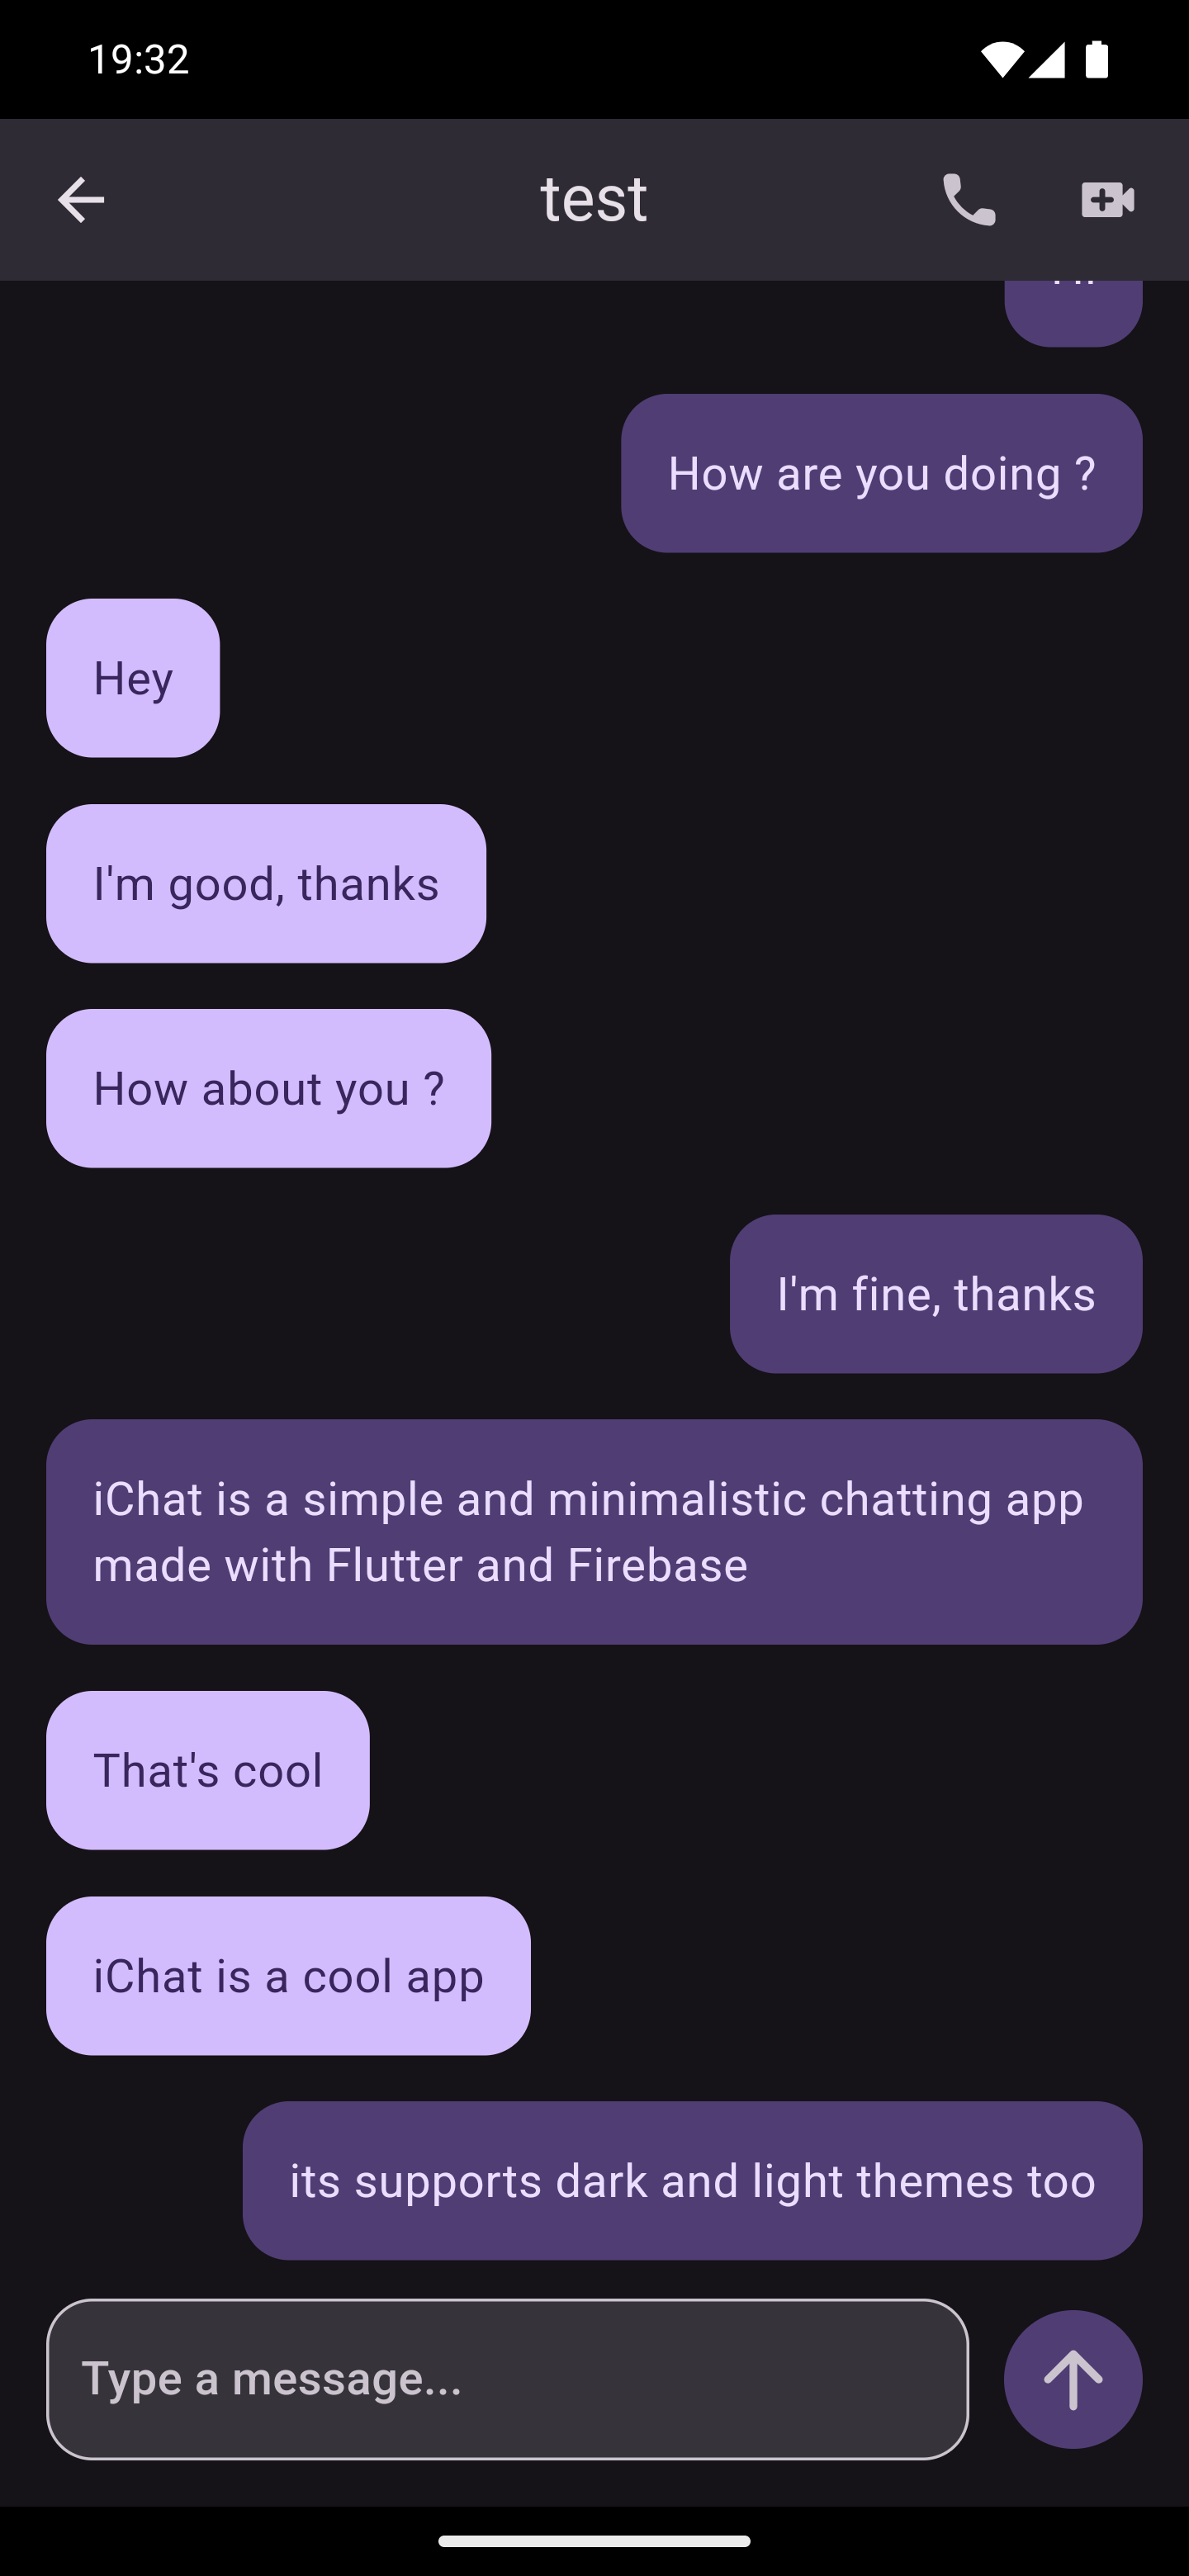 19:32
test
How are you doing ?
Hey
I'm good, thanks
How about you ?
I'm fine, thanks
iChat is a simple and minimalistic chatting app
made with Flutter and Firebase
That's cool
iChat is a cool app
its supports dark and light themes too
Type a message...